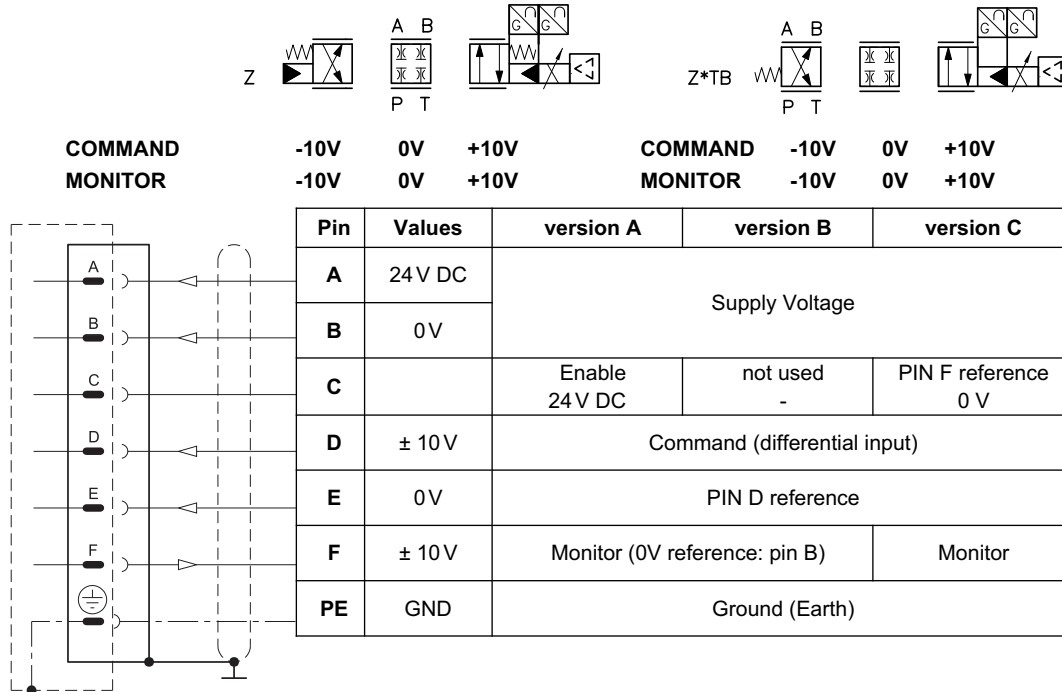 A B
Z
P T
G G
A B
Z*TB
P T
G G
COMMAND -10V 0V +10V
MONITOR -10V 0V +10V
COMMAND -10V 0V +10V
MONITOR -10V 0V +10V
Pin Values version A version B version C
A 24 V DC
Supply Voltage
B 0 V
C Enable not used PIN F reference
24 V DC - 0 V
D ± 10 V Command (differential input)
E 0 V PIN D reference
F ± 10 V Monitor (0V reference: pin B) Monitor
PE GND Ground (Earth)
A
B
C
D
E
F